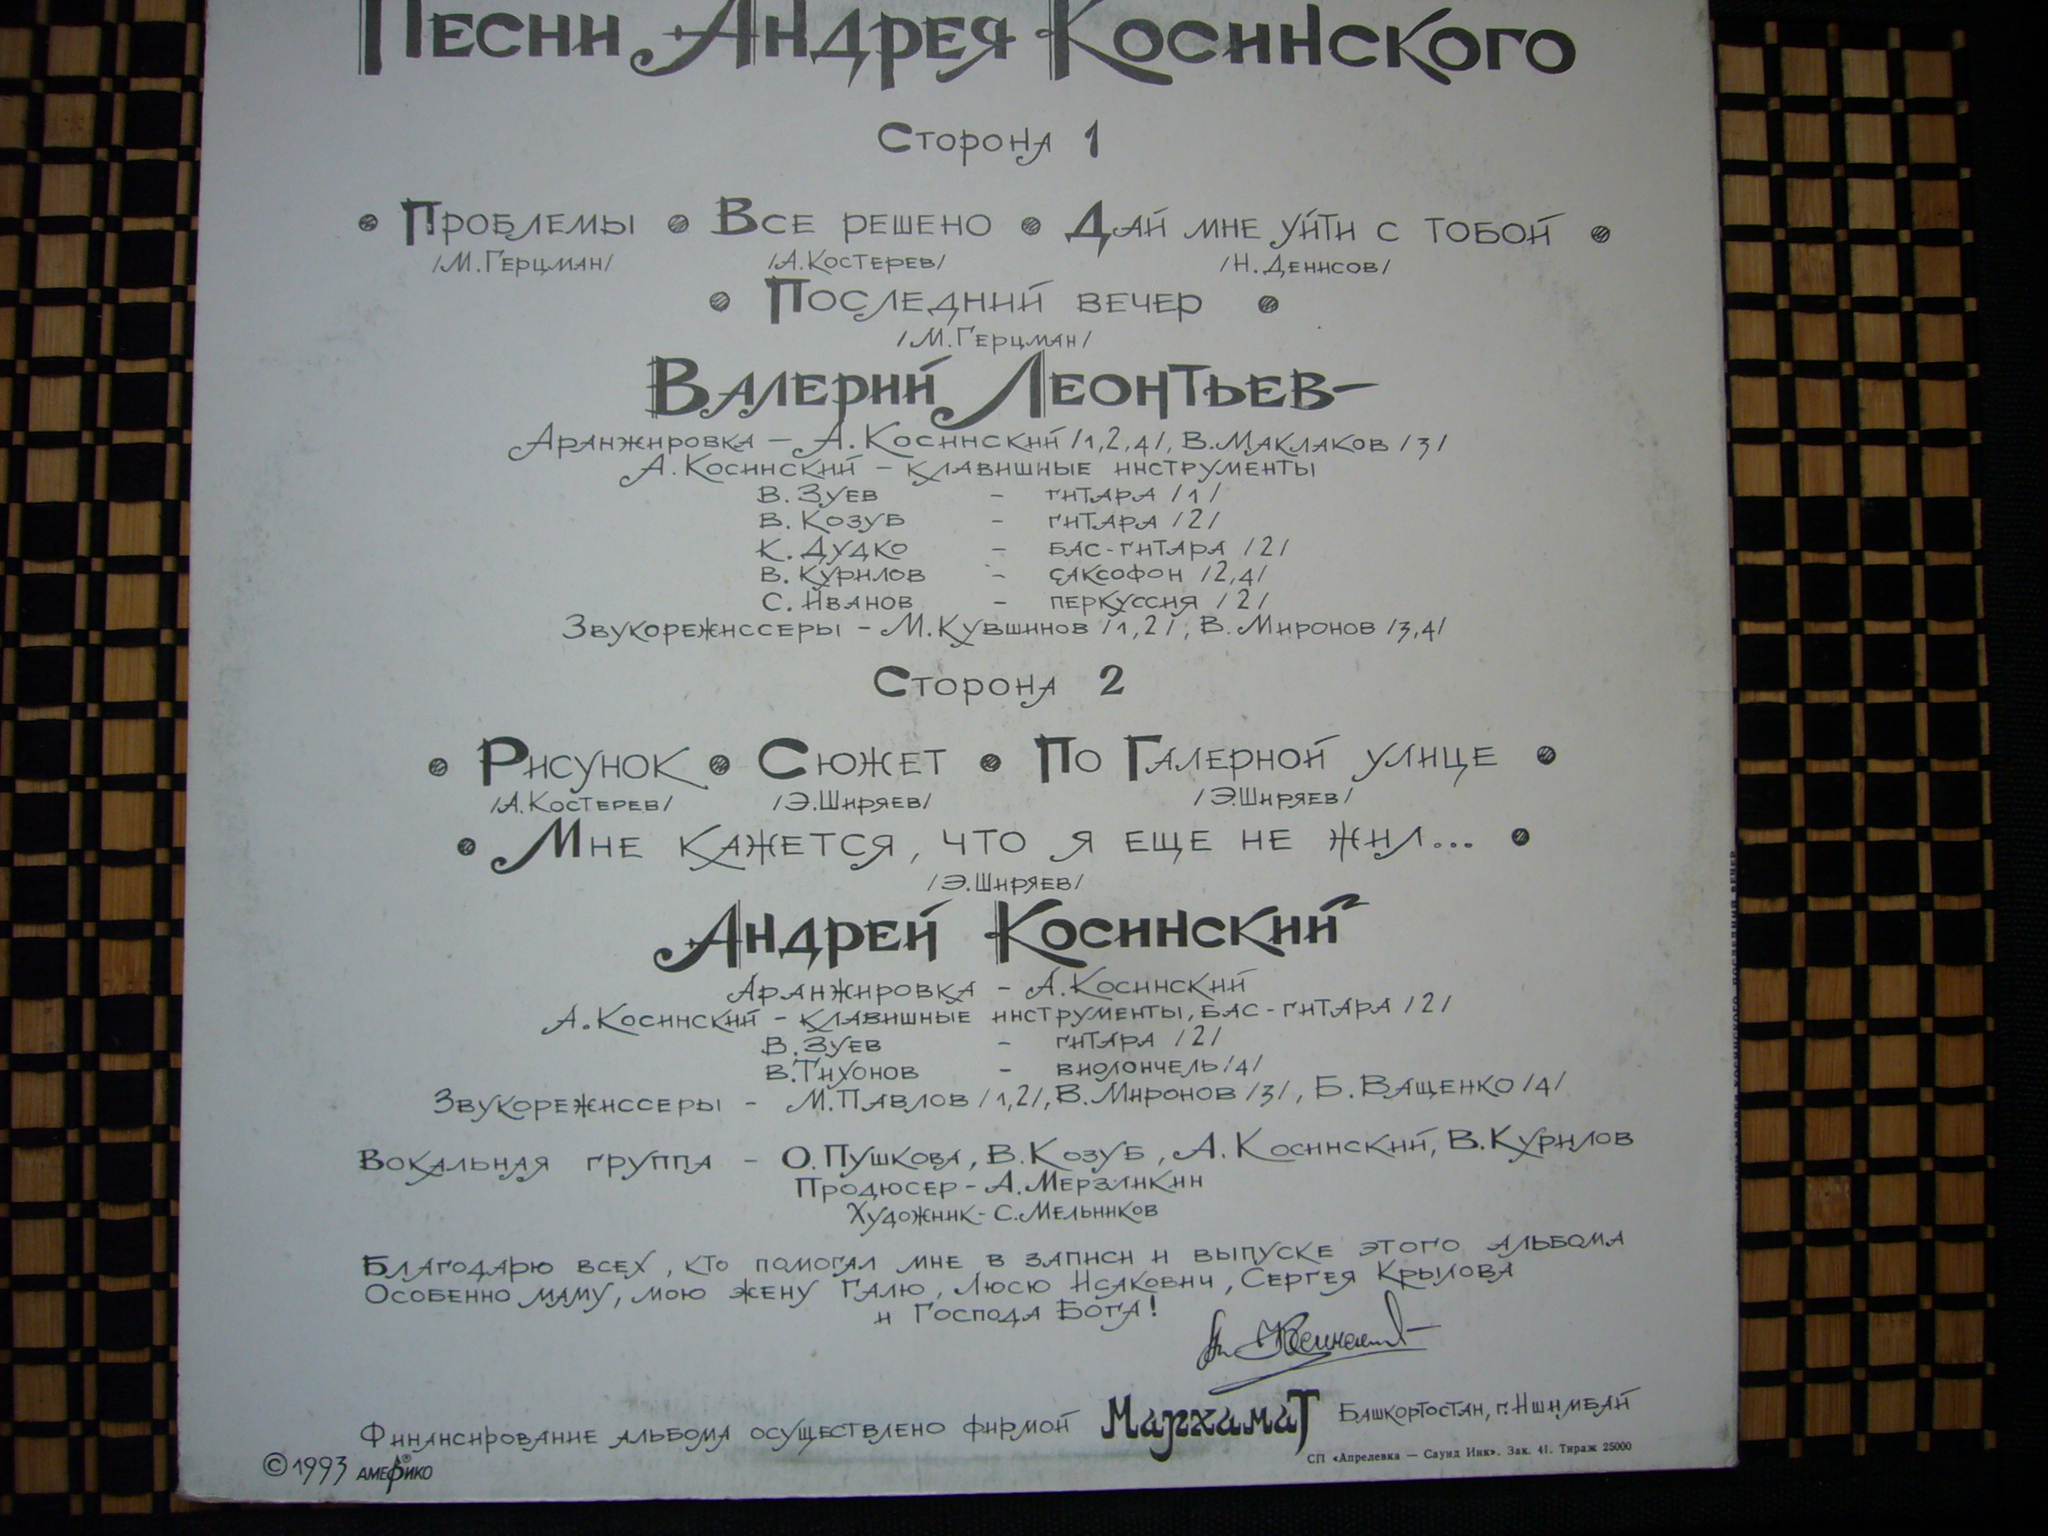 Песни Андрея Косинского
Сторона 1
Проблемы • Все решено • Дай мне уйти с тобой
/М.Герцман/ /А.Костерев/ /Н.Денисов/
Последний вечер
/М.Герцман/
Валерий Леонтьев
Аранжировка – А.Косинский /1,2,4/, В.Маклаков /3/
А.Косинский – клавишные инструменты
В.Зуев – гитара /1/
В.Козуб – гитара /2/
К.Дудко – бас-гитара /2/
В.Курилов – саксофон /2,4/
С.Иванов – перкуссия /2/
Звукорежиссеры – М.Кувшинов /1,2/, В.Миронов /3,4/
Сторона 2
Рисунок • Сюжет • По Галерной улице
/А.Костерев/ /Э.Ширяев/ /Э.Ширяев/
Мне кажется, что я еще не жил...
/Э.Ширяев/
Андрей Косинский
Аранжировка – А.Косинский
А.Косинский – клавишные инструменты, бас-гитара /2/
В.Зуев – гитара /2/
В.Тихонов – виолончель /4/
Звукорежиссеры – М.Павлов /1,2/, В.Миронов /3/, Б.Ващенко /4/
Вокальная группа – О.Пушкова, В.Козуб, А.Косинский, В.Курилов
Продюсер – А.Мерзликин
Художник – С.Мельников
Благодарю всех, кто помогал мне в записи и выпуске этого альбома
Особенно маму, мою жену Галю, Люсю Исакович, Сергея Крылова
и Господа Бога!
Финансирование альбома осуществлено фирмой Мархамат Башкортостан, г.Ишимбай
СП «Апрелевка — Саунд Инк». Зак. 41. Тираж 25000
©1993 Амефико